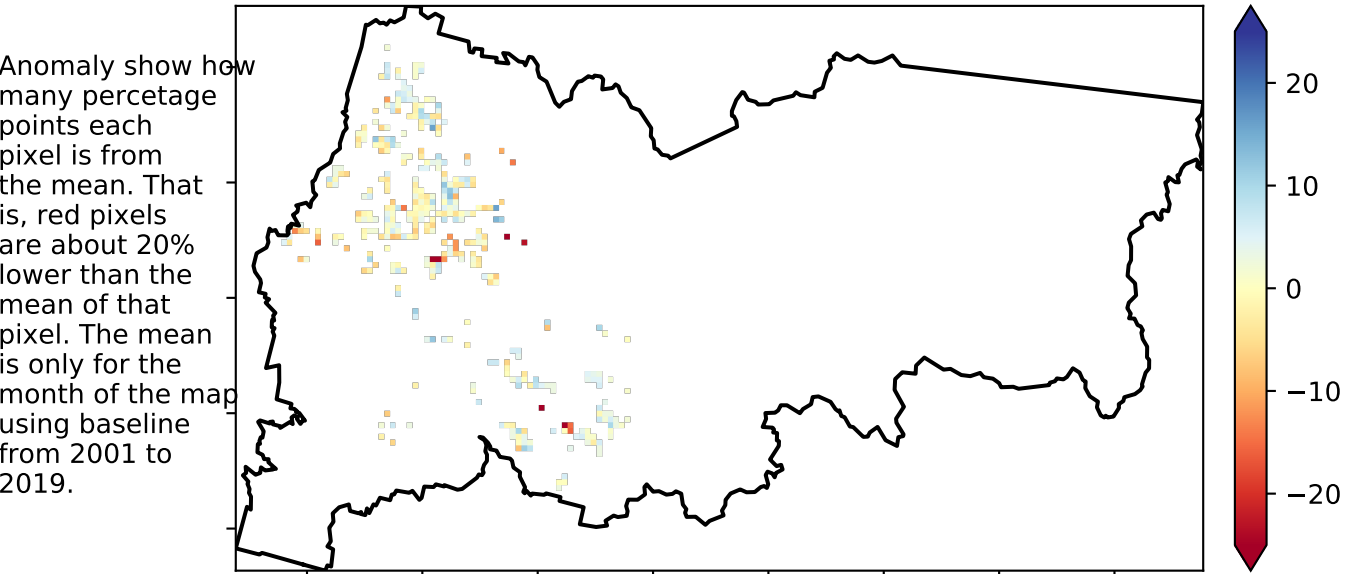 Anomaly show how
many percetage
points each
pixel is from
the mean. That
is, red pixels
are about 20%
lower than the
mean of that
pixel. The mean
is only for the
month of the map
using baseline
from 2001 to
2019.
20
10
0
−10
−20